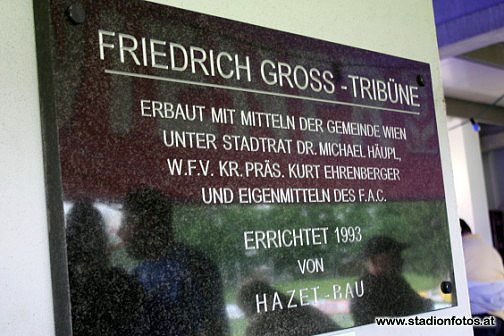 FRIEDRICH GROSS - TRIBÜNE
ERBAUT MIT MITTELN DER GEMEINDE WIEN
UNTER STADTRAT DR. MICHAEL HÄUPL,
W.F.V. KR. PRÄS. KURT EHRENBERGER
UND EIGENMITTELN DES F.A.C.
ERRICHTET 1993
VON
HAZET-BAU
www.stadionfotos.at